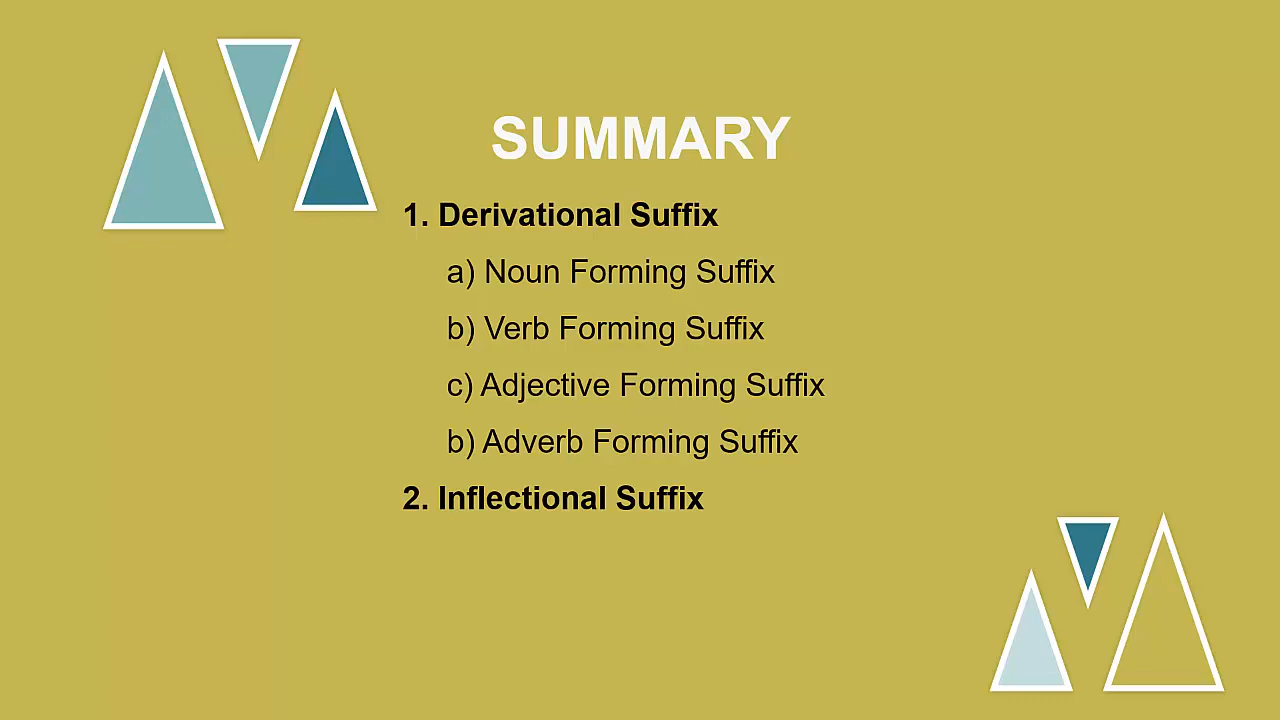 SUMMARY
1. Derivational Suffix
a) Noun Forming Suffix
b) Verb Forming Suffix
c) Adjective Forming Suffix
b) Adverb Forming Suffix
2. Inflectional Suffix